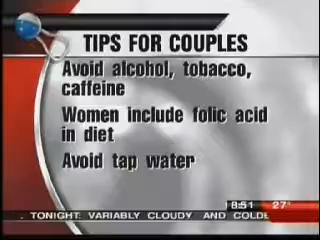 TIPS FOR COUPLES
Avoid alcohol, tobacco,
caffeine
Women include folic acid
in diet
Avoid tap water
8:51 27°
. TONIGHT: VARIABLY CLOUDY AND COLDE